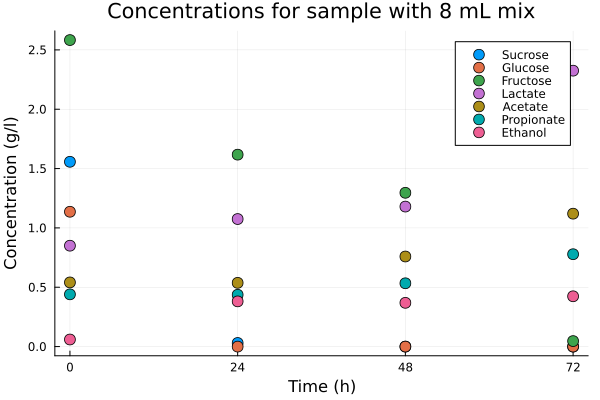 Concentrations for sample with 8 mL mix
Concentration (g/l)
2.5
2.0
1.5
1.0
0.5
0.0
Sucrose
Glucose
Fructose
Lactate
Acetate
Propionate
Ethanol
0 24 48 72
Time (h)